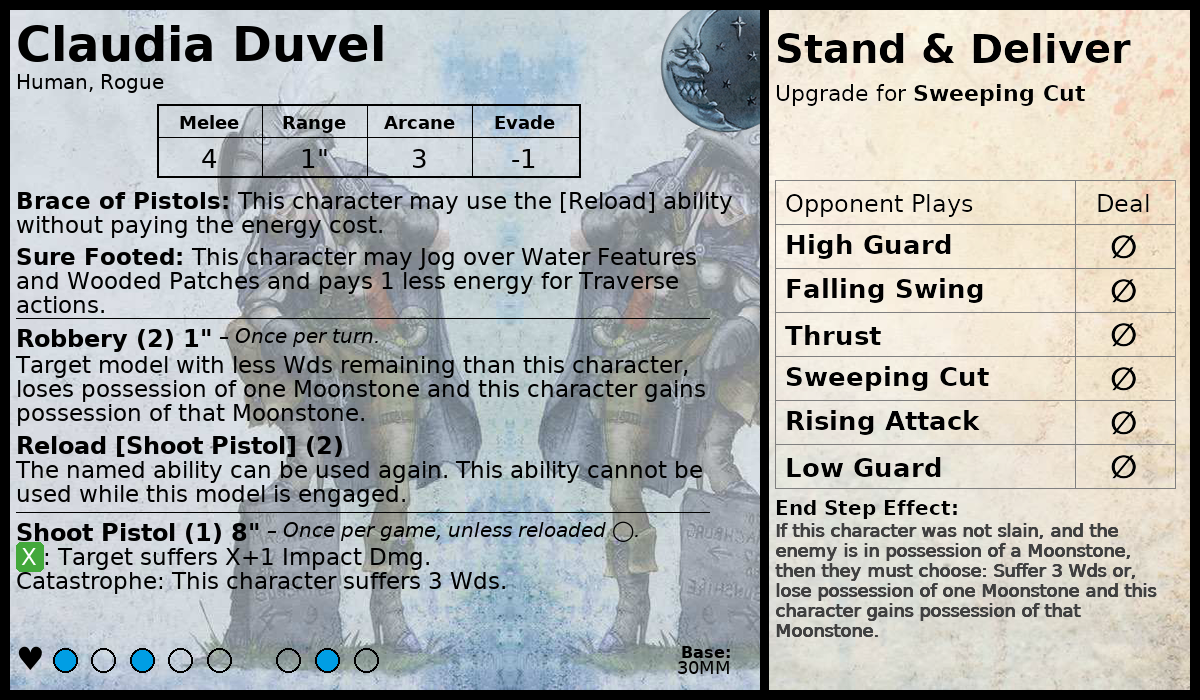 Claudia Duvel
Human, Rogue
Melee Range Arcane Evade
4 1" 3 -1
Brace of Pistols: This character may use the [Reload] ability
without paying the energy cost.
Sure Footed: This character may Jog over Water Features
and Wooded Patches and pays 1 less energy for Traverse
actions.
Robbery (2) 1" – Once per turn.
Target model with less Wds remaining than this character,
loses possession of one Moonstone and this character gains
possession of that Moonstone.
Reload [Shoot Pistol] (2)
The named ability can be used again. This ability cannot be
used while this model is engaged.
Shoot Pistol (1) 8" – Once per game, unless reloaded ◯.
X: Target suffers X+1 Impact Dmg.
Catastrophe: This character suffers 3 Wds.
Base:
30MM
Stand & Deliver
Upgrade for Sweeping Cut
Opponent Plays Deal
High Guard ∅
Falling Swing ∅
Thrust ∅
Sweeping Cut ∅
Rising Attack ∅
Low Guard ∅
End Step Effect:
If this character was not slain, and the
enemy is in possession of a Moonstone,
then they must choose: Suffer 3 Wds or,
lose possession of one Moonstone and this
character gains possession of that
Moonstone.